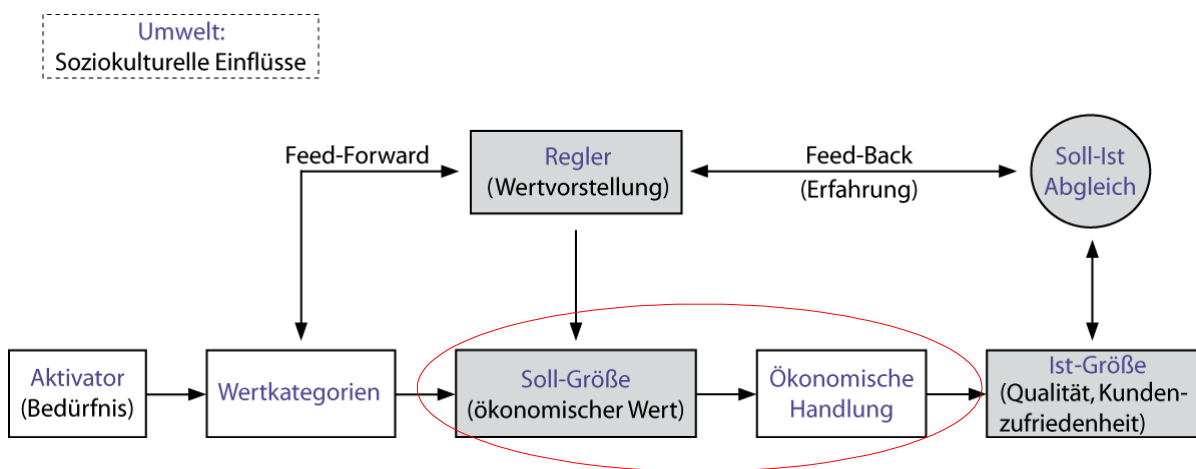 Umwelt:
Soziokulturelle Einflüsse
Feed-Forward
Regler
(Wertvorstellung)
Feed-Back
(Erfahrung)
Soll-Ist
Abgleich
Aktivator
(Bedürfnis)
Wertkategorien
Soll-Größe
(ökonomischer Wert)
Ökonomische
Handlung
Ist-Größe
(Qualität, Kunden-
zufriedenheit)